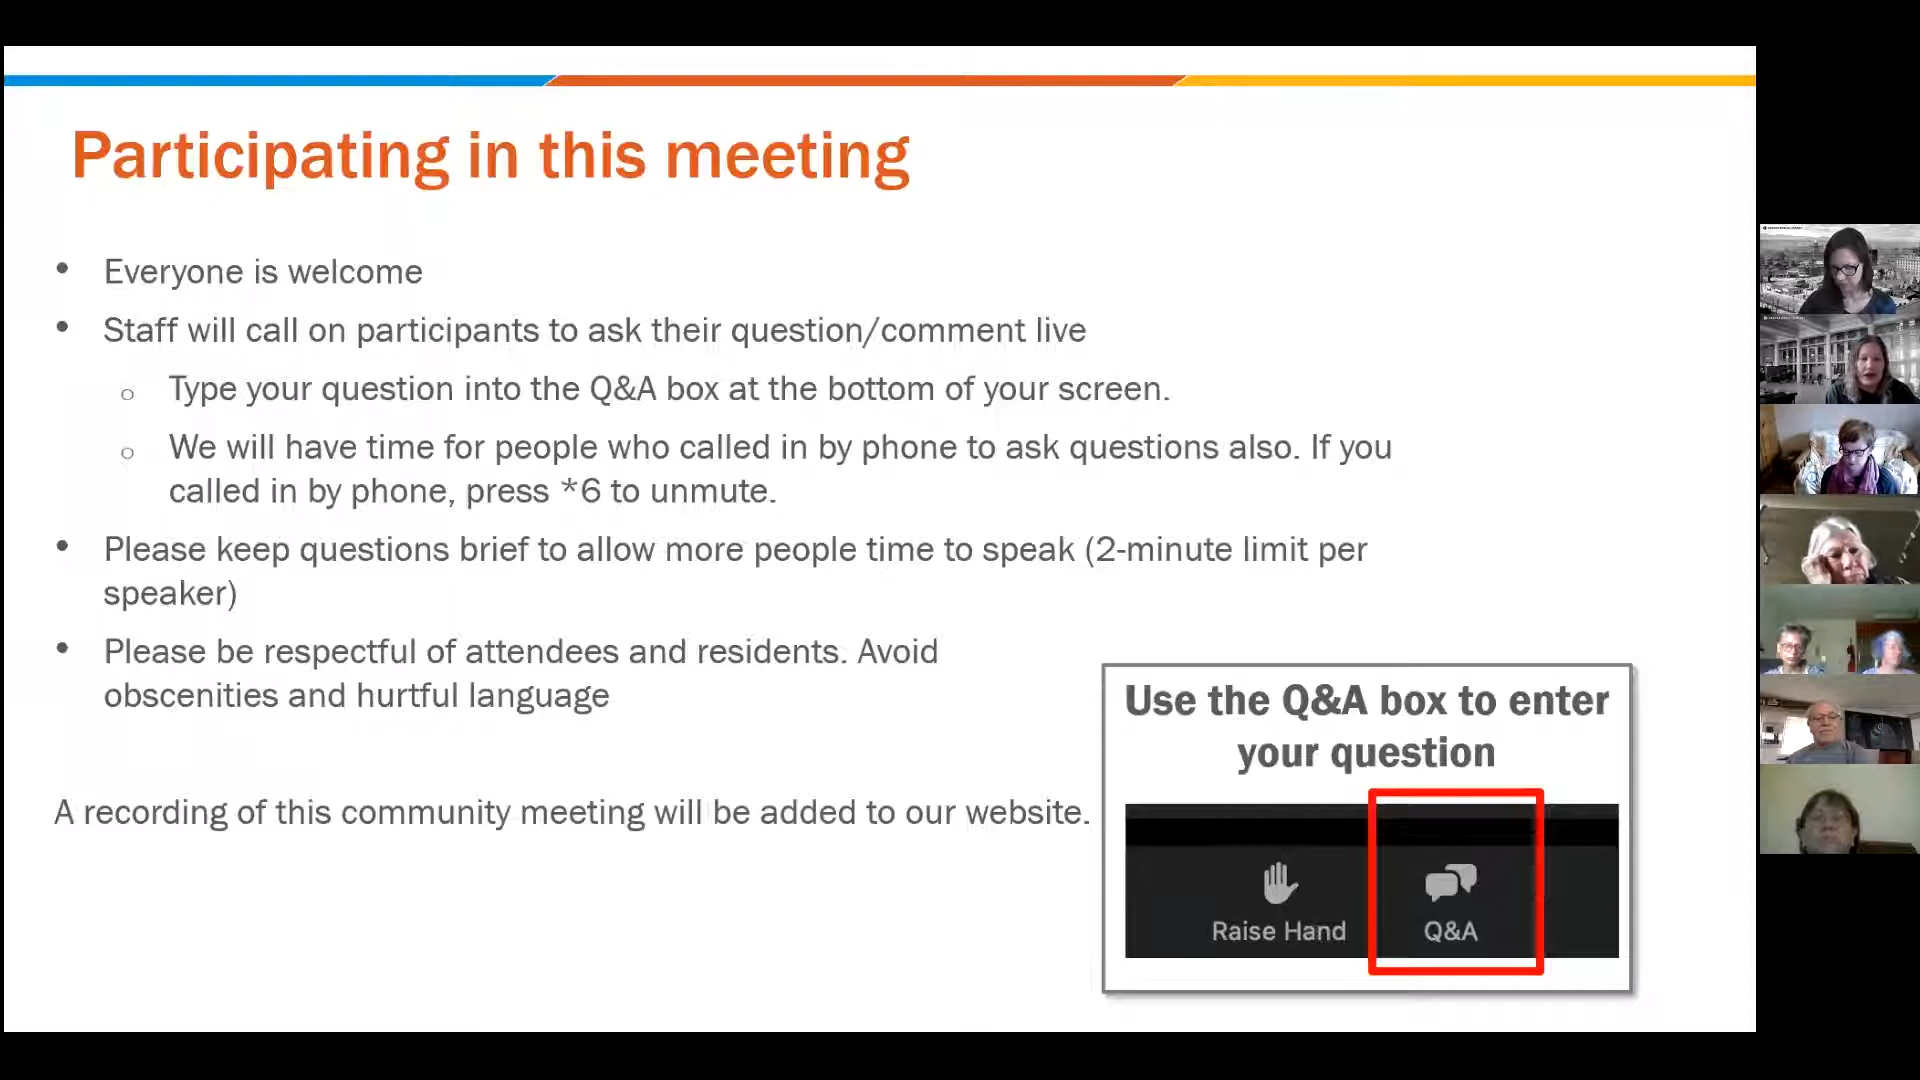 Participating in this meeting
• Everyone is welcome
• Staff will call on participants to ask their question/comment live
o Type your question into the Q&A box at the bottom of your screen.
o We will have time for people who called in by phone to ask questions also. If you
called in by phone, press *6 to unmute.
• Please keep questions brief to allow more people time to speak (2-minute limit per
speaker)
• Please be respectful of attendees and residents. Avoid
obscenities and hurtful language
A recording of this community meeting will be added to our website.
Use the Q&A box to enter
your question
Raise Hand
Q&A